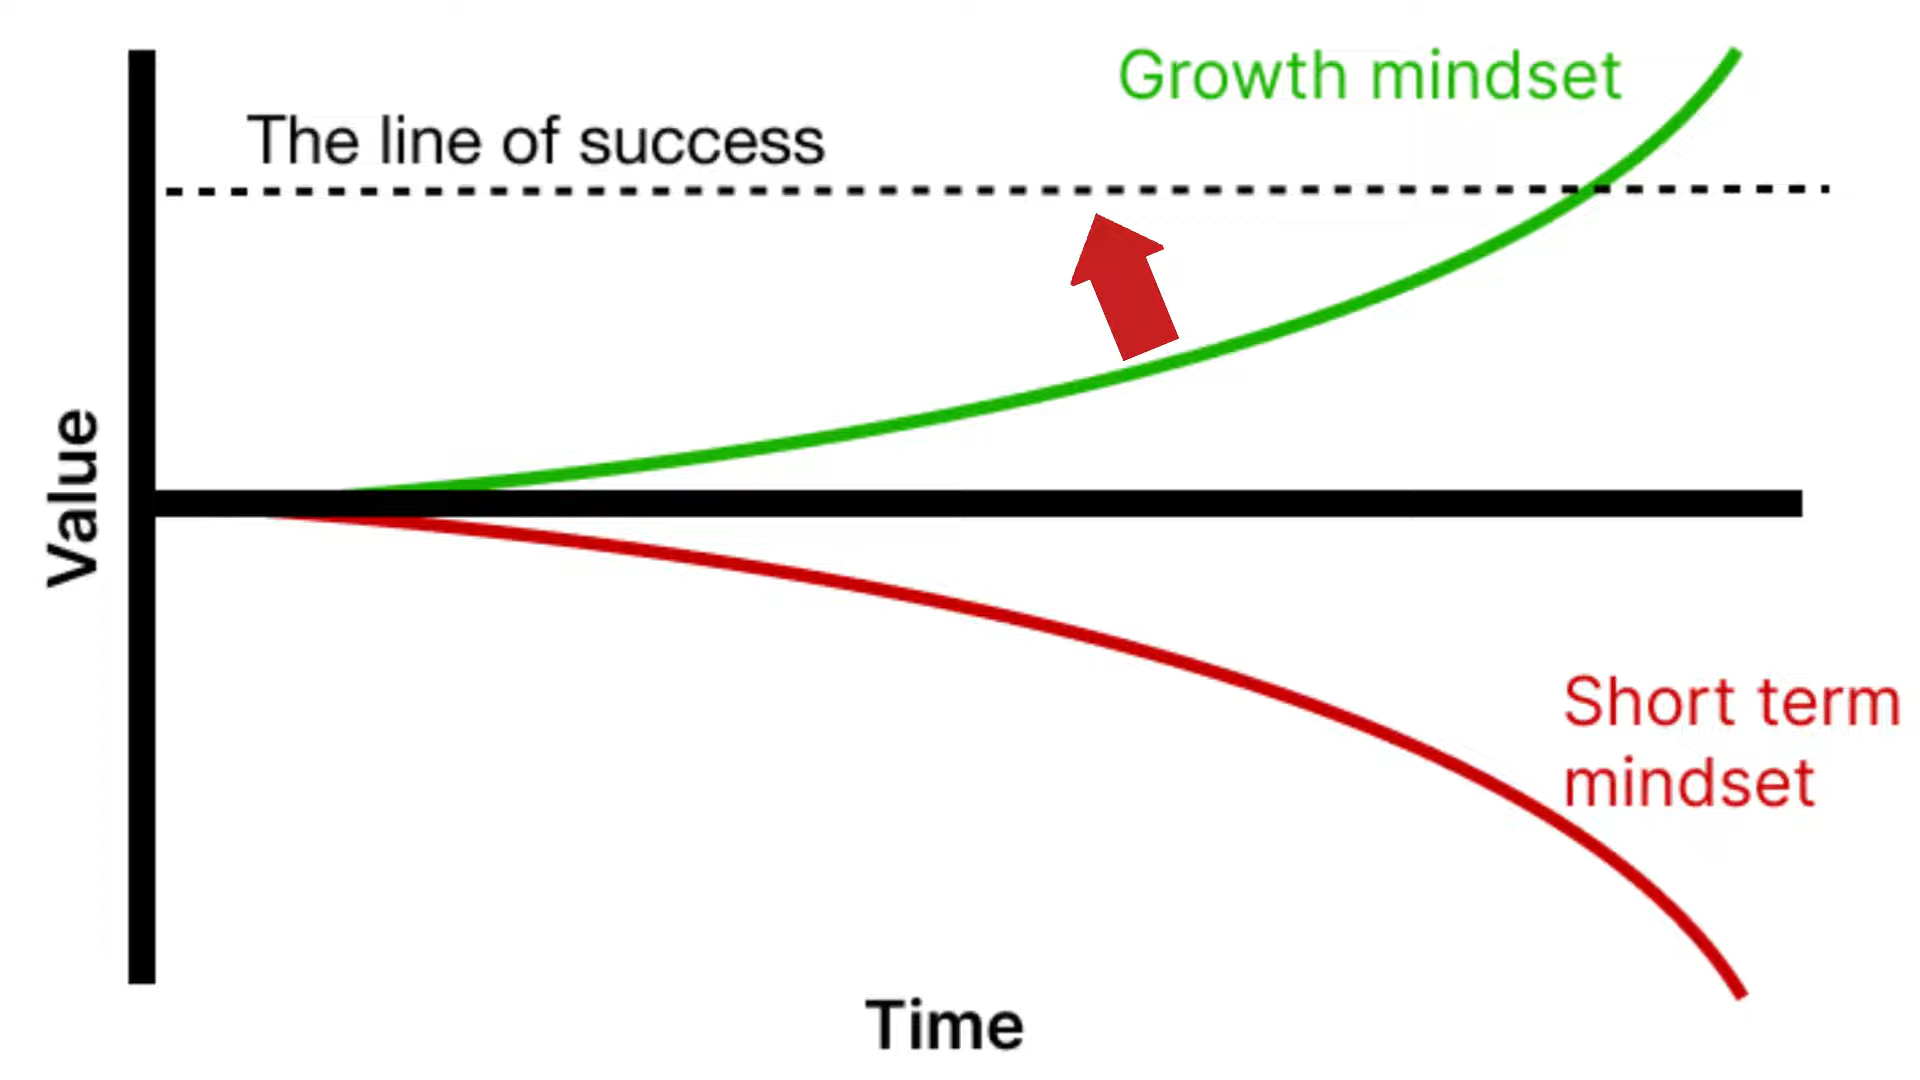 Growth mindset
The line of success
Value
Short term
mindset
Time